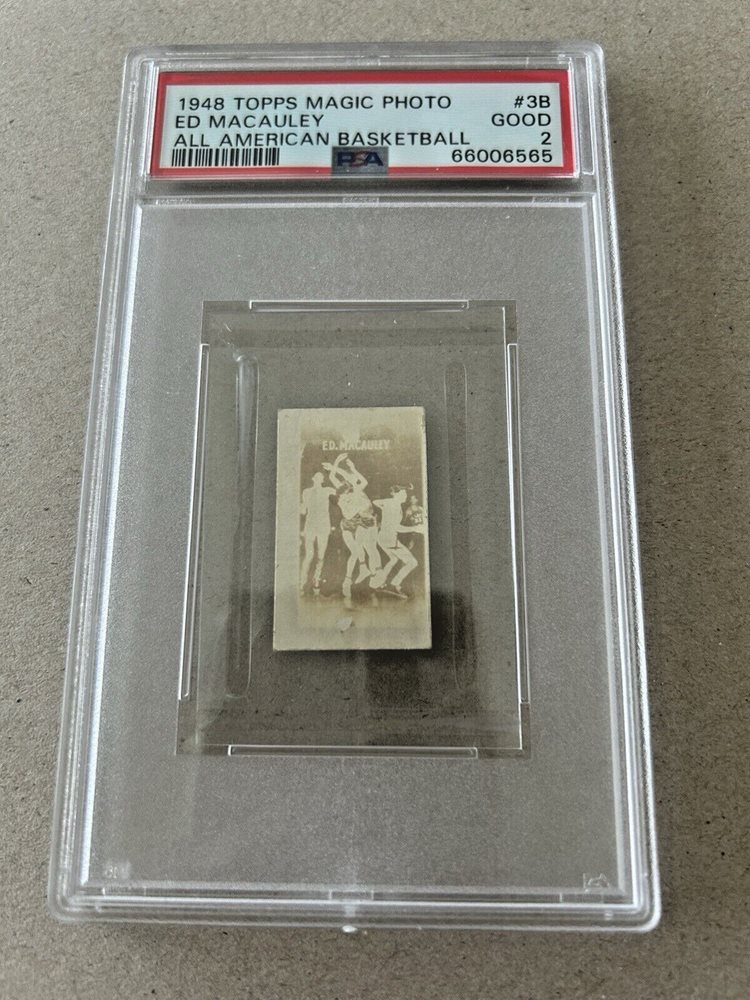 1948 TOPPS MAGIC PHOTO #3B
ED MACAULEY GOOD
ALL AMERICAN BASKETBALL 2
PSA 66006565
ED. MACAULEY